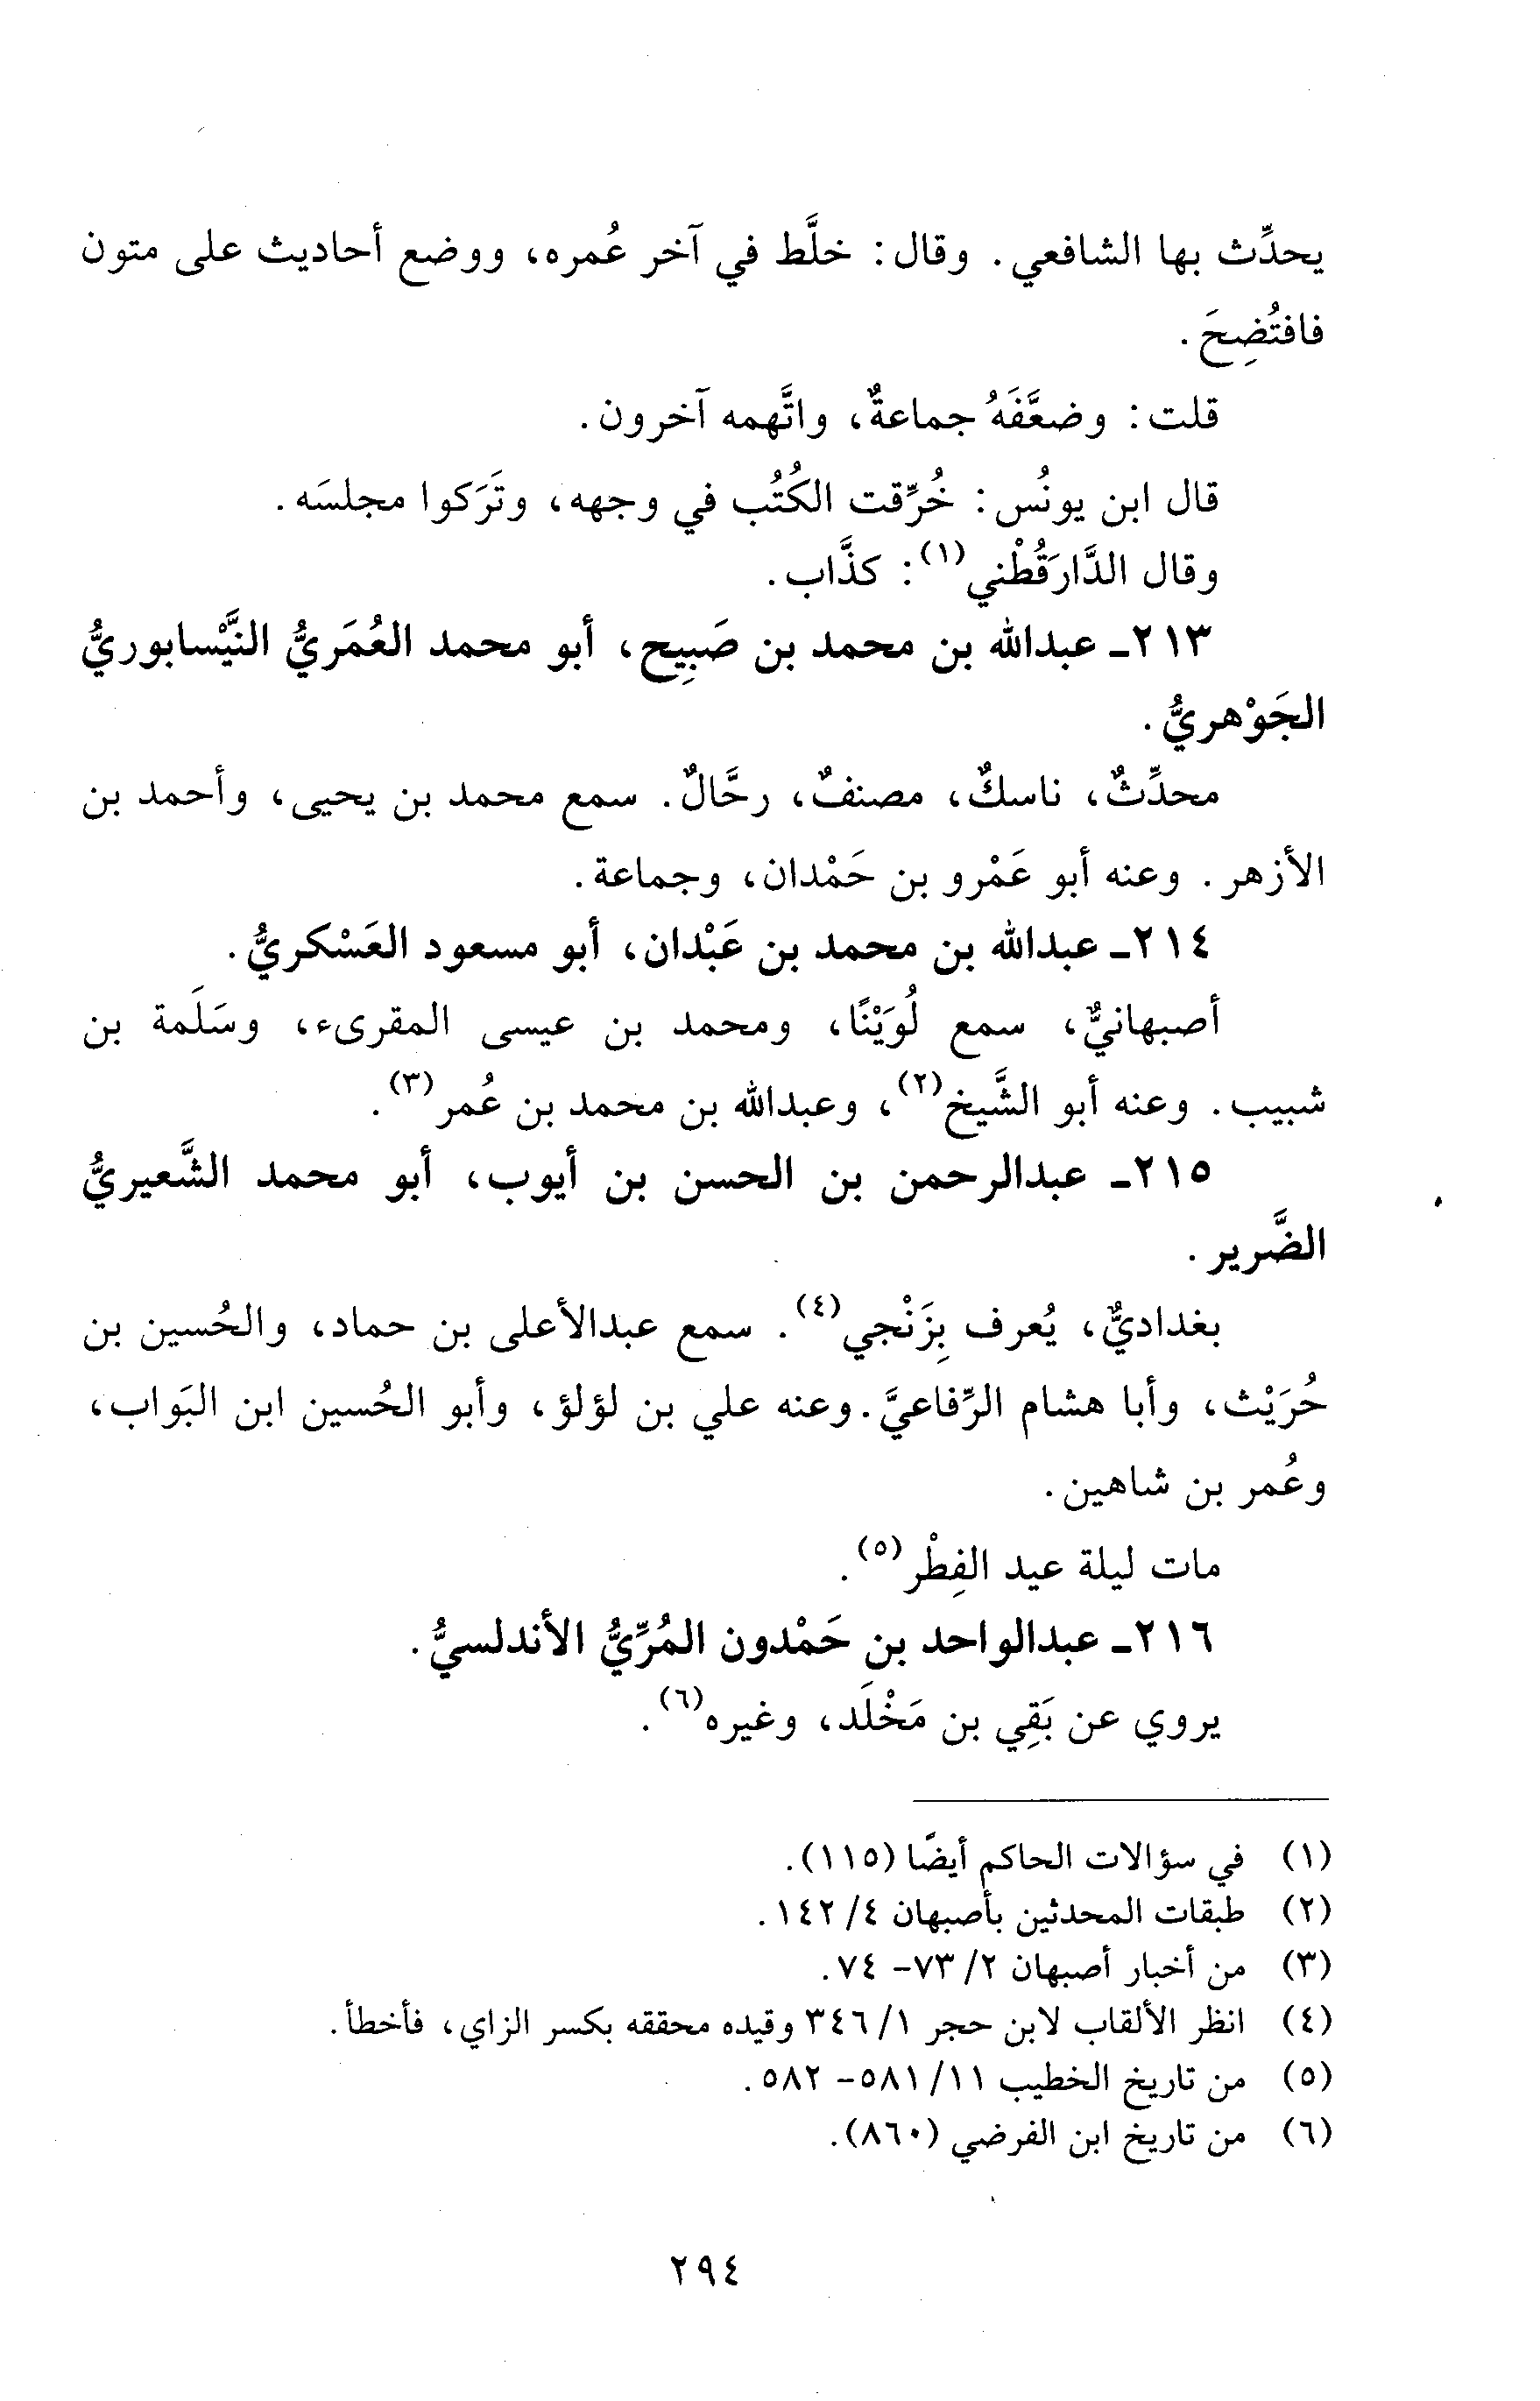 يحدِّث بها الشافعي. وقال: خلَّط في آخر عُمره، ووضع أحاديث على متون
فافتُضِحَ.
قلت: وضعَّفَهُ جماعةٌ، واتَّهمه آخرون.
قال ابن يونُس: خُرِّقت الكُتُب في وجهه، وتَرَكوا مجلسَه.
وقال الدَّارَقُطْني(١): كذَّاب.
٢١٣ـ عبدالله بن محمد بن صَبِيح، أبو محمد العُمَريُّ النَّيْسابوريُّ
الجَوْهريُّ.
محدِّثٌ، ناسكٌ، مصنفٌ، رحَّالٌ. سمع محمد بن يحيى، وأحمد بن
الأزهر. وعنه أبو عَمْرو بن حَمْدان، وجماعة.
٢١٤ـ عبدالله بن محمد بن عَبْدان، أبو مسعود العَسْكريُّ.
أصبهانيٌّ، سمع لُوَيْنًا، ومحمد بن عيسى المقرىء، وسَلَمة بن
شبيب. وعنه أبو الشَّيخ(٢)، وعبدالله بن محمد بن عُمر(٣).
٢١٥ـ عبدالرحمن بن الحسن بن أيوب، أبو محمد الشَّعيريُّ
الضَّرير.
بغداديٌّ، يُعرف بِزَنْجي(٤). سمع عبدالأعلى بن حماد، والحُسين بن
حُرَيْث، وأبا هشام الرِّفاعيَّ. وعنه علي بن لؤلؤ، وأبو الحُسين ابن البَواب،
وعُمر بن شاهين.
مات ليلة عيد الفِطْر(٥).
٢١٦ـ عبدالواحد بن حَمْدون المُرِّيُّ الأندلسيُّ.
يروي عن بَقِي بن مَخْلَد، وغيره(٦).
(١) في سؤالات الحاكم أيضًا (١١٥).
(٢) طبقات المحدثين بأصبهان ٤/ ١٤٢.
(٣) من أخبار أصبهان ٢/ ٧٣- ٧٤.
(٤) انظر الألقاب لابن حجر ١/ ٣٤٦ وقيده محققه بكسر الزاي، فأخطأ.
(٥) من تاريخ الخطيب ١١/ ٥٨١- ٥٨٢.
(٦) من تاريخ ابن الفرضي (٨٦٠).
٢٩٤